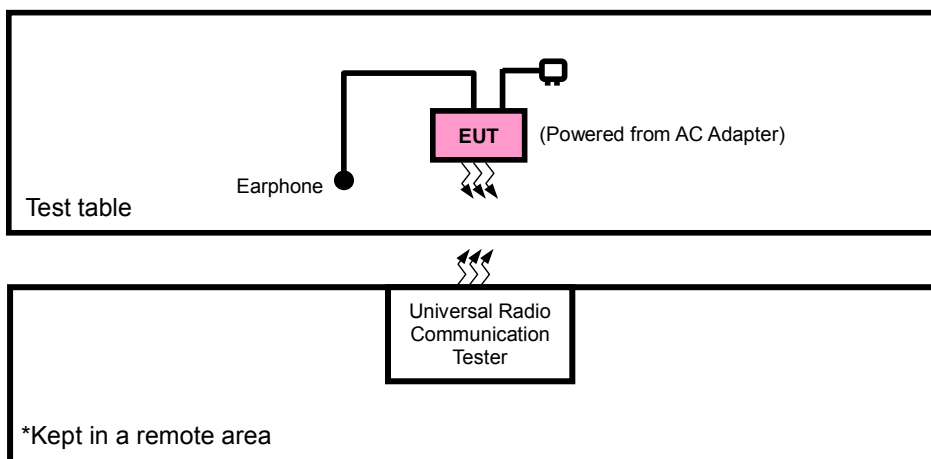 EUT
(Powered from AC Adapter)
Earphone
Test table
Universal Radio
Communication
Tester
*Kept in a remote area